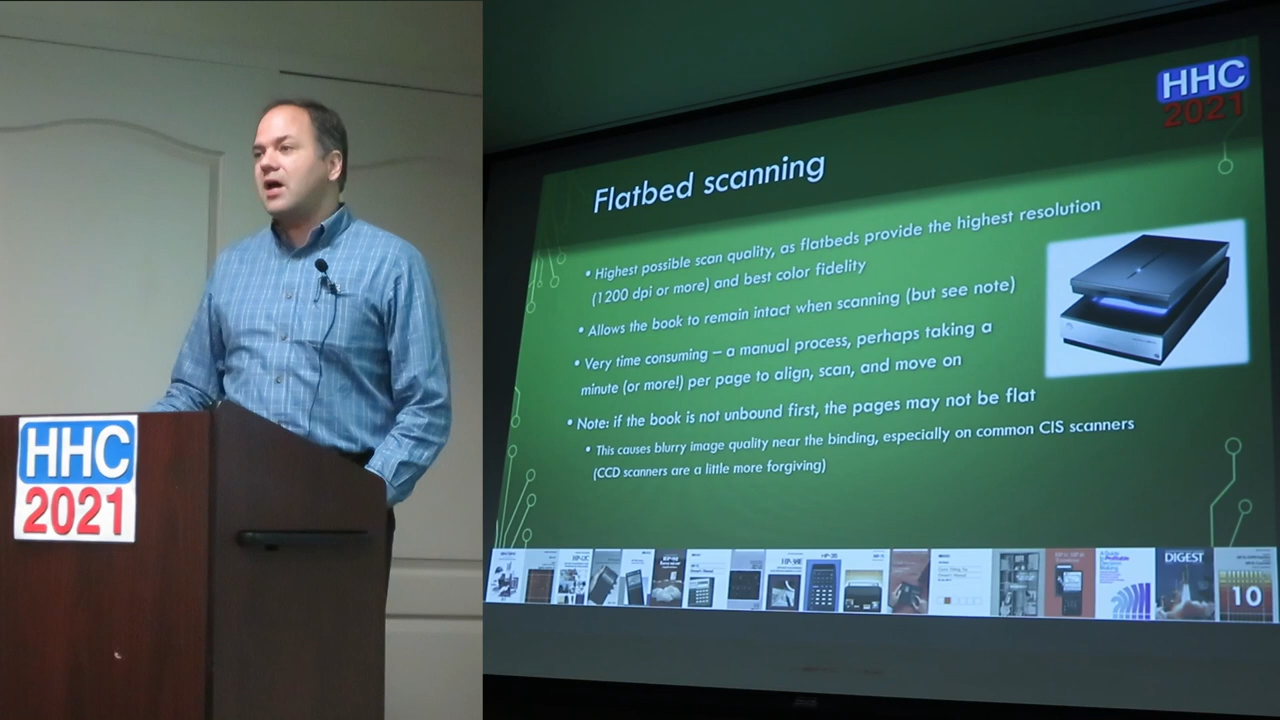 HHC
2021
HHC
2021
Flatbed scanning
• Highest possible scan quality, as flatbeds provide the highest resolution
(1200 dpi or more) and best color fidelity
• Allows the book to remain intact when scanning (but see note)
• Very time consuming – a manual process, perhaps taking a
minute (or more!) per page to align, scan, and move on
• Note: if the book is not unbound first, the pages may not be flat
• This causes blurry image quality near the binding, especially on common CIS scanners
(CCD scanners are a little more forgiving)
DIGEST
10